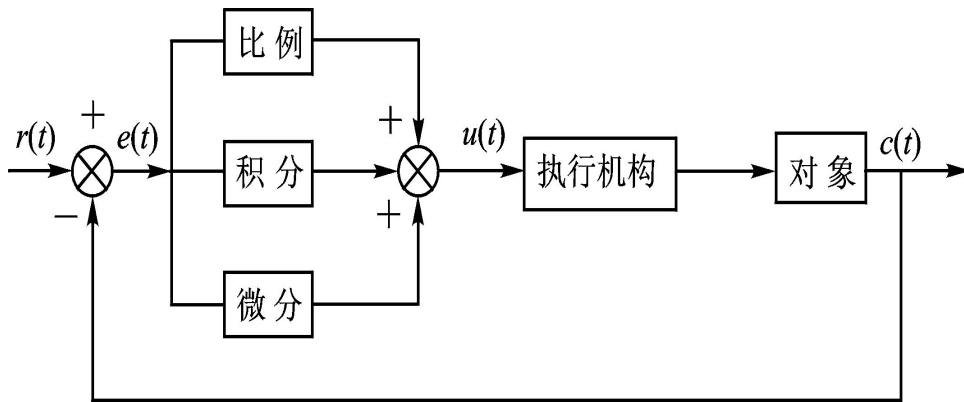 比例
+
+
r(t)
e(t)
积分
u(t)
执行机构
对象
c(t)
−
+
微分